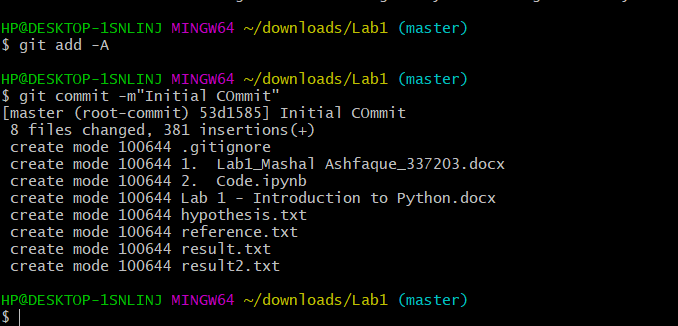 HP@DESKTOP-1SNLINJ MINGW64 ~/downloads/Lab1 (master)
$ git add -A
HP@DESKTOP-1SNLINJ MINGW64 ~/downloads/Lab1 (master)
$ git commit -m"Initial COmmit"
[master (root-commit) 53d1585] Initial COmmit
 8 files changed, 381 insertions(+)
 create mode 100644 .gitignore
 create mode 100644 1.  Lab1_Mashal Ashfaque_337203.docx
 create mode 100644 2.  Code.ipynb
 create mode 100644 Lab 1 - Introduction to Python.docx
 create mode 100644 hypothesis.txt
 create mode 100644 reference.txt
 create mode 100644 result.txt
 create mode 100644 result2.txt
HP@DESKTOP-1SNLINJ MINGW64 ~/downloads/Lab1 (master)
$